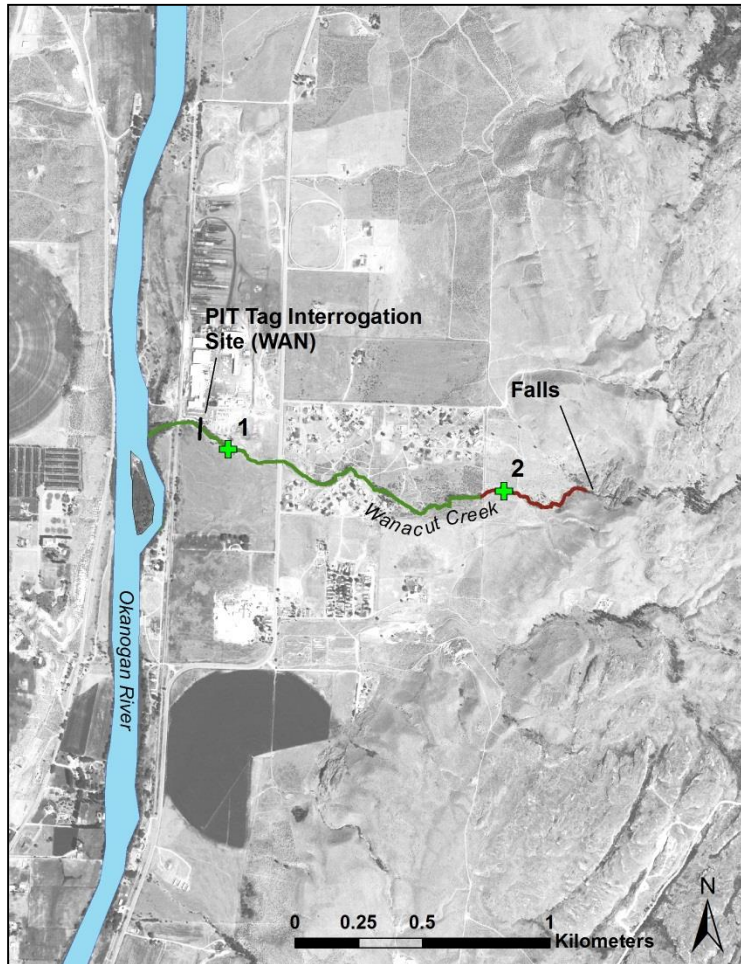 PIT Tag Interrogation
Site (WAN)
1
Falls
2
Wanacut Creek
Okanogan River
N
0 0.25 0.5 1
Kilometers